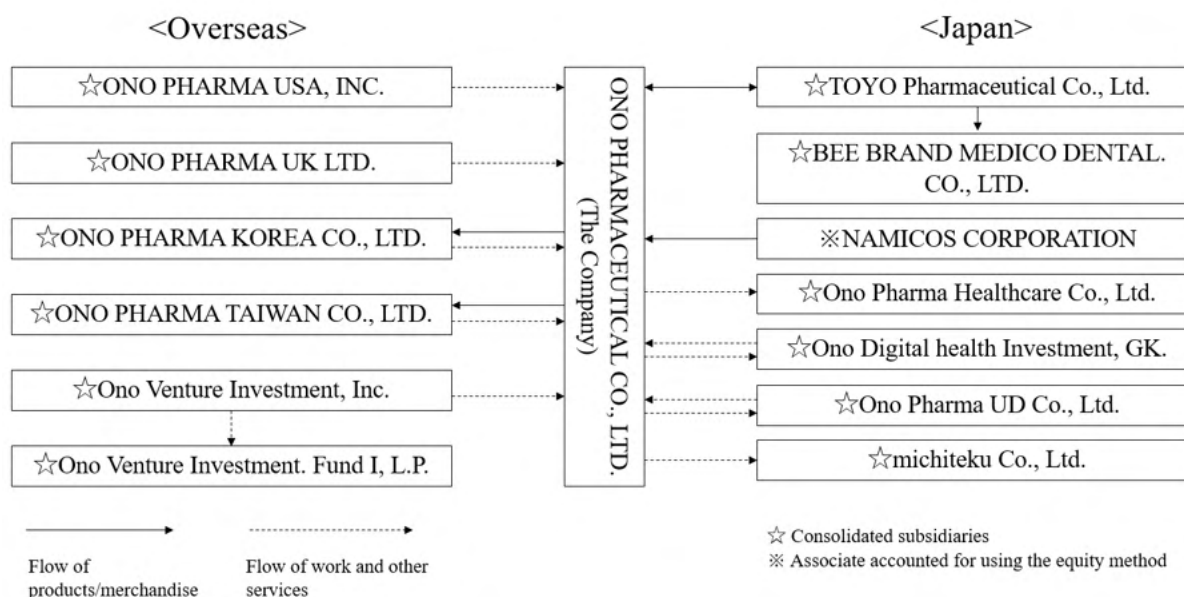 <Overseas>
☆ONO PHARMA USA, INC.
☆ONO PHARMA UK LTD.
☆ONO PHARMA KOREA CO., LTD.
☆ONO PHARMA TAIWAN CO., LTD.
☆Ono Venture Investment, Inc.
☆Ono Venture Investment. Fund I, L.P.
ONO PHARMACEUTICAL CO., LTD.
(The Company)
<Japan>
☆TOYO Pharmaceutical Co., Ltd.
☆BEE BRAND MEDICO DENTAL.
CO., LTD.
※NAMICOS CORPORATION
☆Ono Pharma Healthcare Co., Ltd.
☆Ono Digital health Investment, GK.
☆Ono Pharma UD Co., Ltd.
☆michiteku Co., Ltd.
Flow of
products/merchandise
Flow of work and other
services
☆ Consolidated subsidiaries
※ Associate accounted for using the equity method